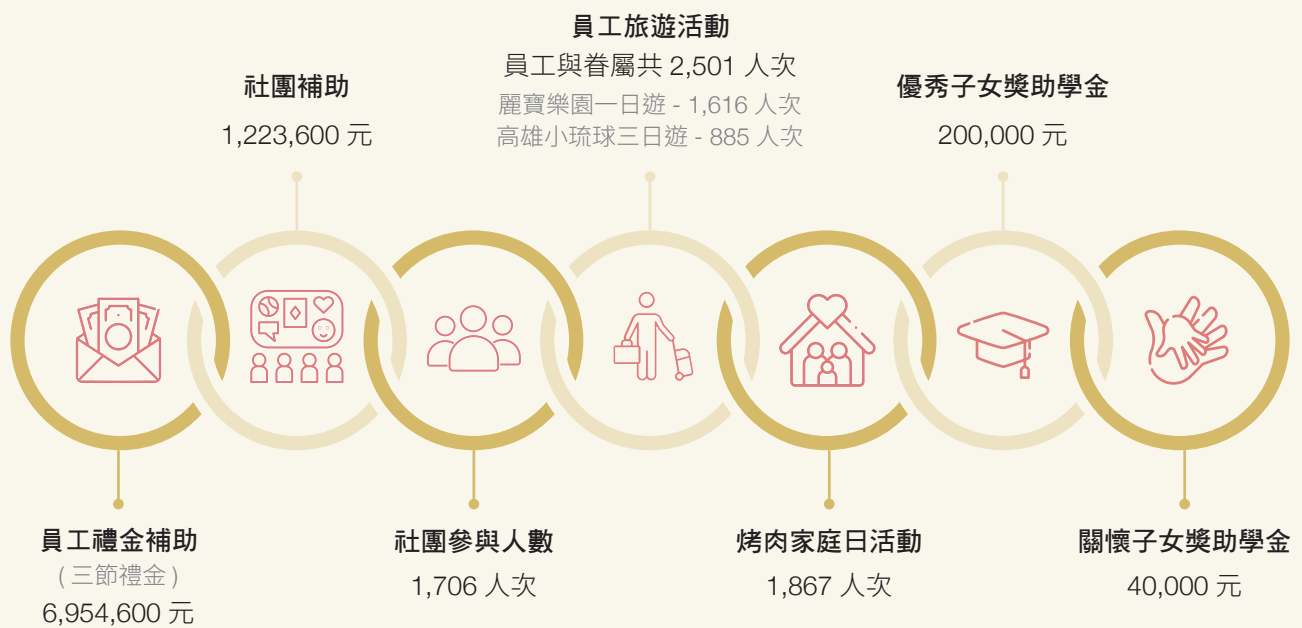 員工禮金補助
(三節禮金)
6,954,600 元
社團補助
1,223,600 元
社團參與人數
1,706 人次
員工旅遊活動
員工與眷屬共 2,501 人次
麗寶樂園一日遊 - 1,616 人次
高雄小琉球三日遊 - 885 人次
烤肉家庭日活動
1,867 人次
優秀子女獎助學金
200,000 元
關懷子女獎助學金
40,000 元